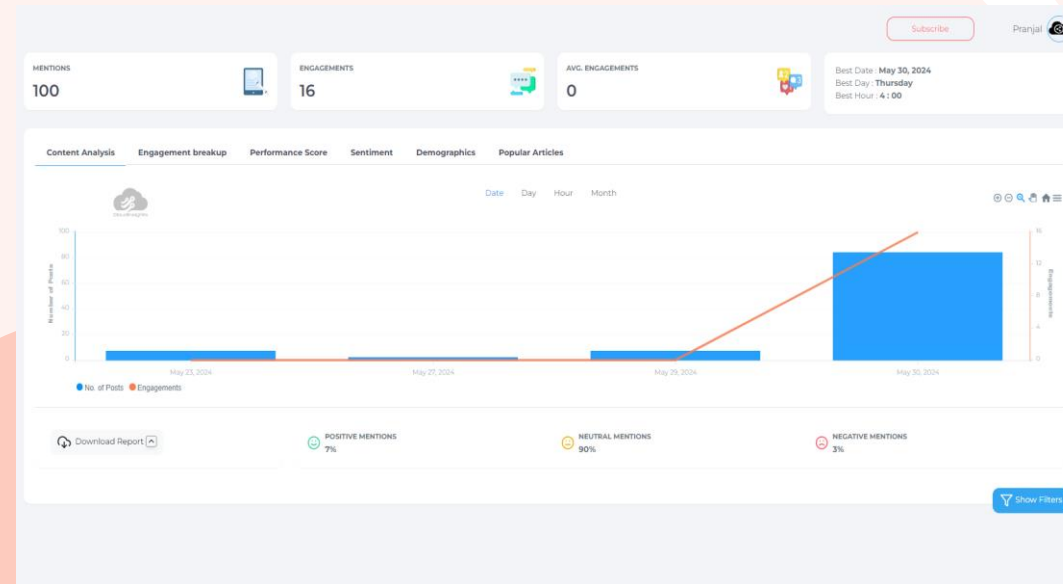 Subscribe
Pranjal
MENTIONS
100
ENGAGEMENTS
16
AVG. ENGAGEMENTS
0
Best Date : May 30, 2024
Best Day : Thursday
Best Hour : 4 : 00
Content Analysis Engagement breakup Performance Score Sentiment Demographics Popular Articles
Date Day Hour Month
100
80
60
40
20
0
Number of Posts
16
12
8
4
0
Engagements
May 23, 2024 May 27, 2024 May 29, 2024 May 30, 2024
No. of Posts Engagements
Download Report
POSITIVE MENTIONS
7%
NEUTRAL MENTIONS
90%
NEGATIVE MENTIONS
3%
Show Filters